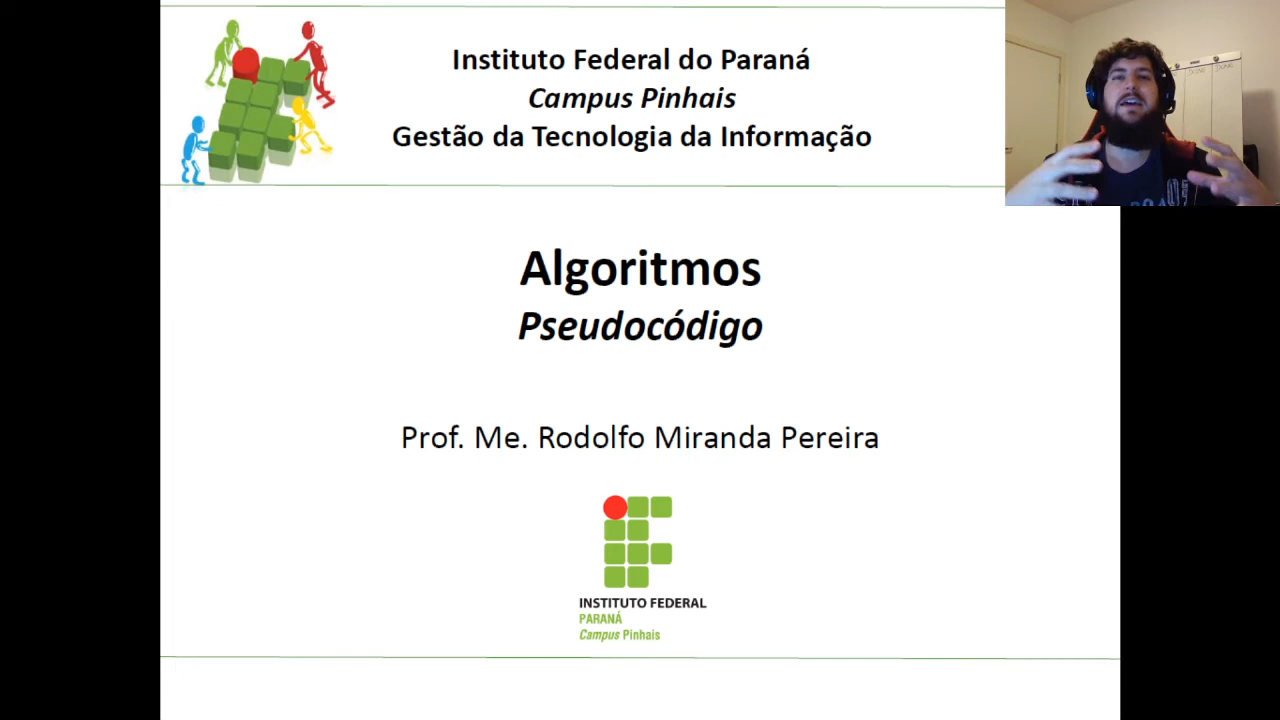 Instituto Federal do Paraná
Campus Pinhais
Gestão da Tecnologia da Informação
Algoritmos
Pseudocódigo
Prof. Me. Rodolfo Miranda Pereira
INSTITUTO FEDERAL
PARANÁ
Campus Pinhais